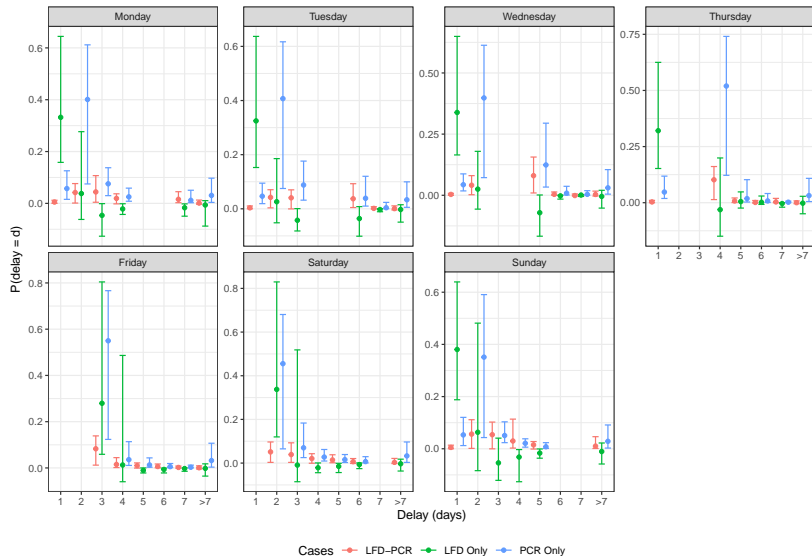 Monday Tuesday Wednesday Thursday
0.6 0.4 0.2 0.0
0.6 0.4 0.2 0.0
0.50 0.25 0.00
0.75 0.50 0.25 0.00
1 2 3 4 5 6 7 >7
Friday Saturday Sunday
0.8 0.6 0.4 0.2 0.0
0.8 0.6 0.4 0.2 0.0
0.6 0.4 0.2 0.0
1 2 3 4 5 6 7 >7 1 2 3 4 5 6 7 >7 1 2 3 4 5 6 7 >7
P(delay = d)
Delay (days)
Cases LFD−PCR LFD Only PCR Only